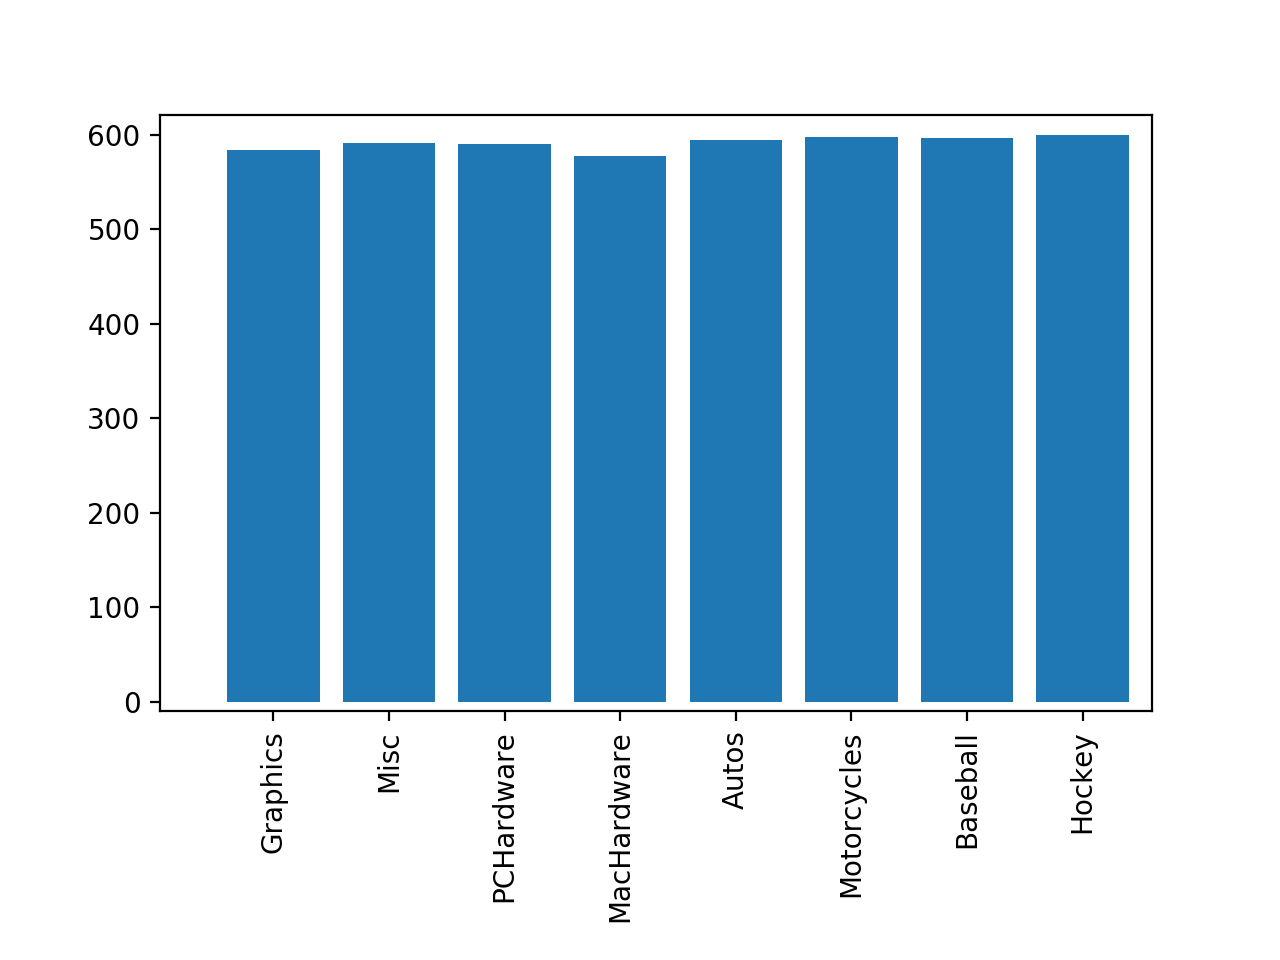 600
500
400
300
200
100
0
Graphics
Misc
PCHardware
MacHardware
Autos
Motorcycles
Baseball
Hockey